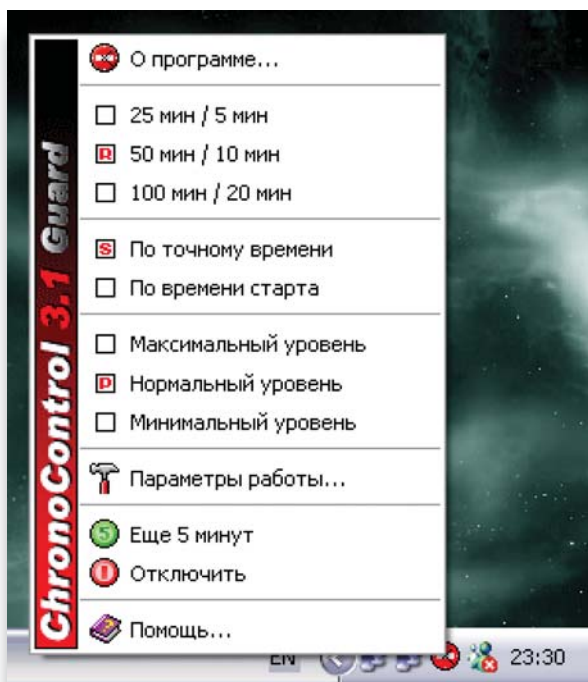 ChronoControl 3.1 Guard
О программе...
25 мин / 5 мин
R 50 мин / 10 мин
100 мин / 20 мин
S По точному времени
По времени старта
Максимальный уровень
P Нормальный уровень
Минимальный уровень
Параметры работы...
5 Еще 5 минут
Отключить
Помощь...
EN 23:30